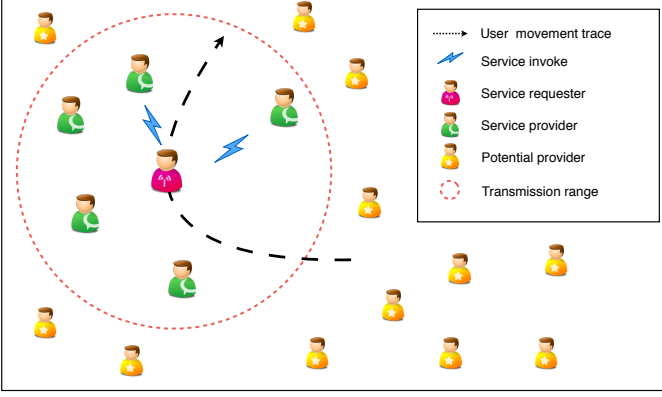 User movement trace
Service invoke
Service requester
Service provider
Potential provider
Transmission range